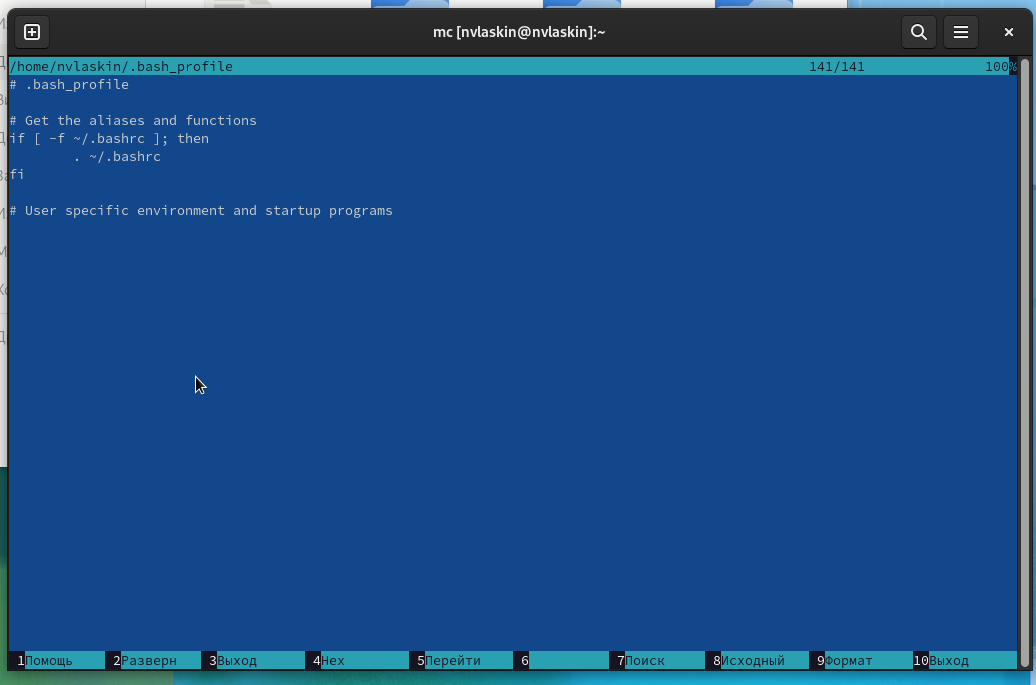 mc [nvlaskin@nvlaskin]:~
/home/nvlaskin/.bash_profile 141/141 100%
# .bash_profile
# Get the aliases and functions
if [ -f ~/.bashrc ]; then
. ~/.bashrc
fi
# User specific environment and startup programs
1Помощь 2Разверн 3Выход 4Hex 5Перейти 6 7Поиск 8Исходный 9Формат 10Выход